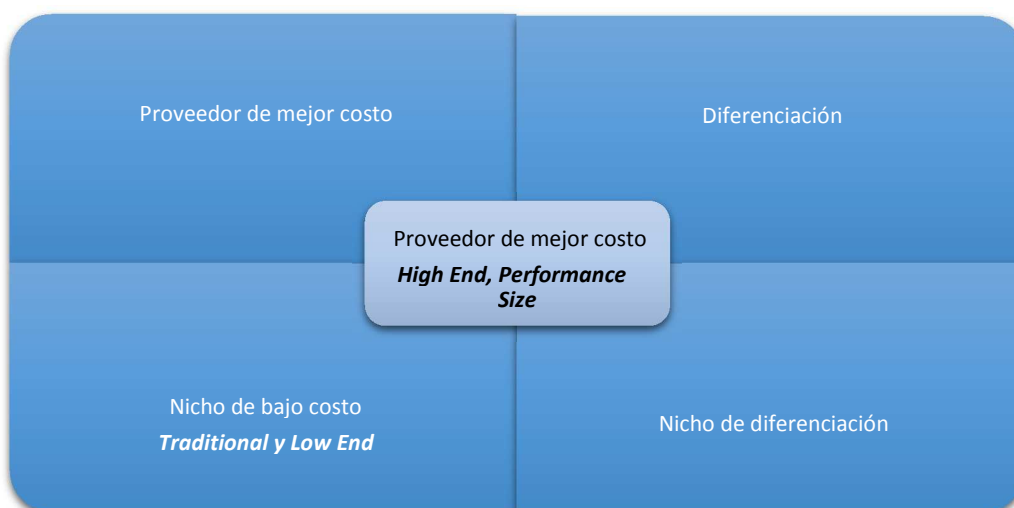 Proveedor de mejor costo
Diferenciación
Proveedor de mejor costo
High End, Performance
Size
Nicho de bajo costo
Traditional y Low End
Nicho de diferenciación